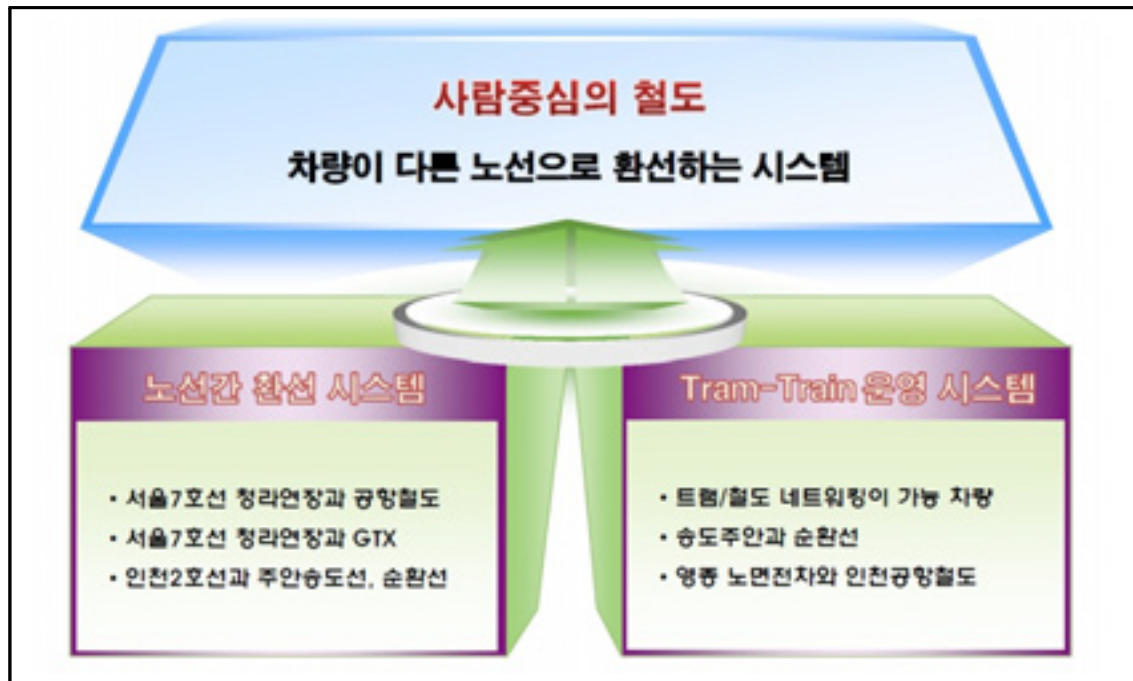 사람중심의 철도
차량이 다른 노선으로 환선하는 시스템
노선간 환선 시스템
• 서울7호선 청라연장과 공항철도
• 서울7호선 청라연장과 GTX
• 인천2호선과 주안송도선, 순환선
Tram-Train 운영 시스템
• 트램/철도 네트워킹이 가능 차량
• 송도주안과 순환선
• 영종 노면전차와 인천공항철도